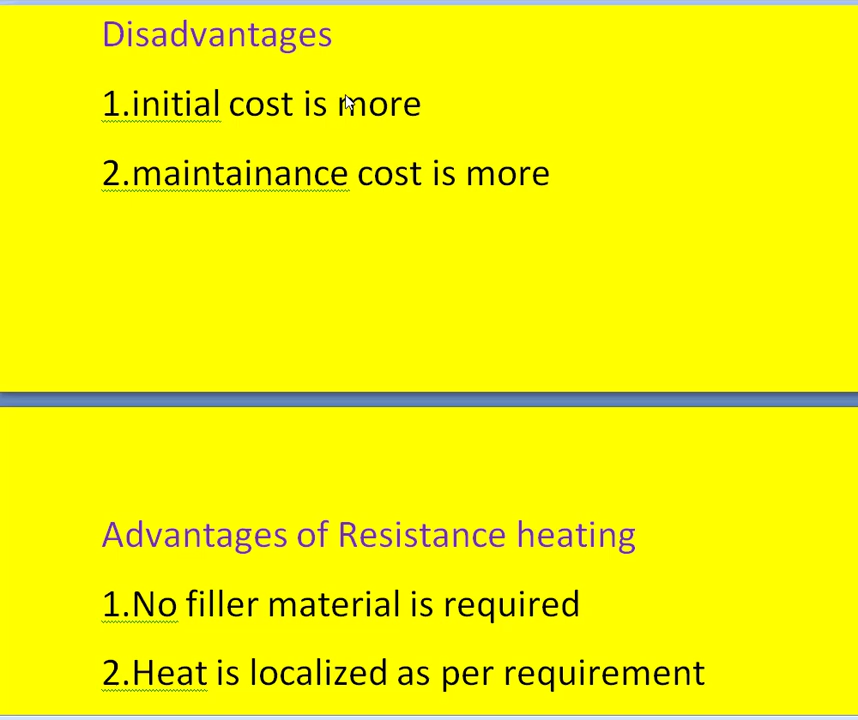 Disadvantages
1.initial cost is more
2.maintainance cost is more
Advantages of Resistance heating
1.No filler material is required
2.Heat is localized as per requirement